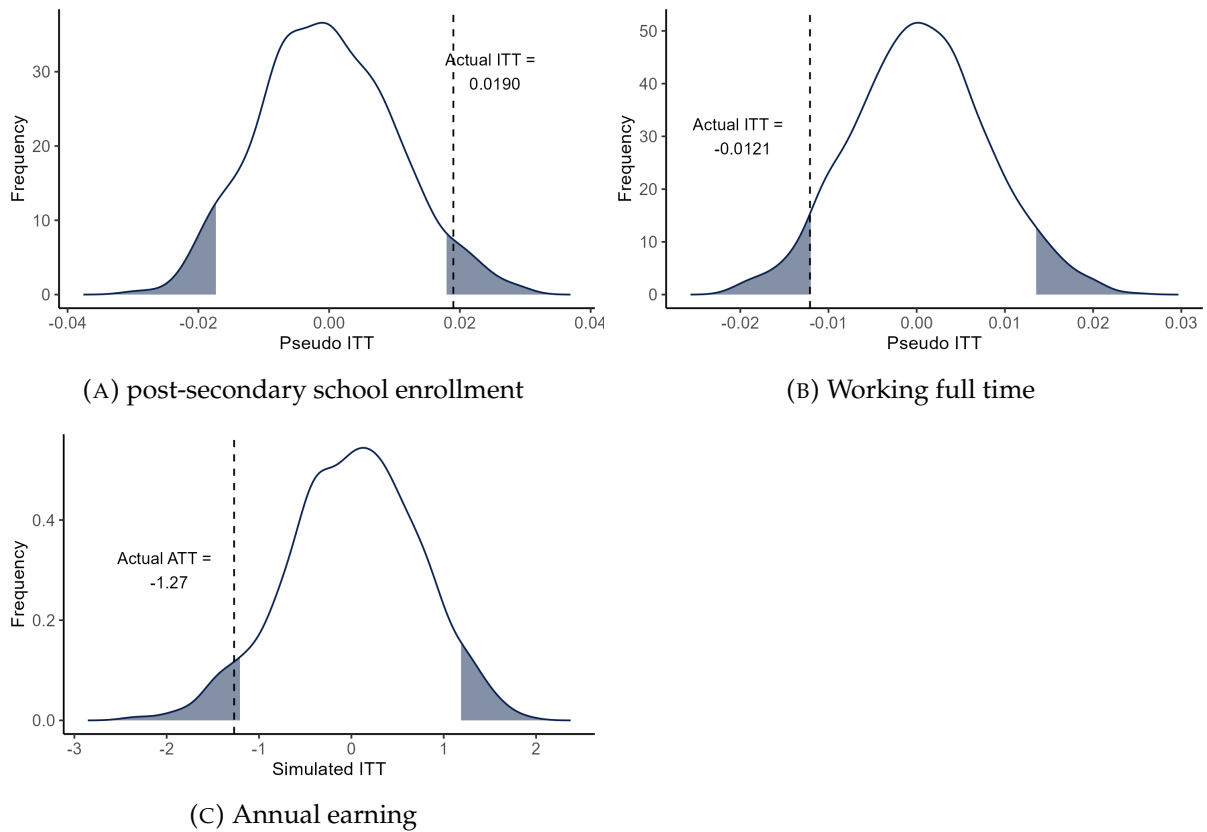 Frequency
30
20
10
0
Actual ITT =
0.0190
-0.04
-0.02
0.00
0.02
0.04
Pseudo ITT
(A) post-secondary school enrollment
Frequency
50
40
30
20
10
0
Actual ITT =
-0.0121
-0.02
-0.01
0.00
0.01
0.02
0.03
Pseudo ITT
(B) Working full time
Frequency
0.4
0.2
0.0
Actual ATT =
-1.27
-3
-2
-1
0
1
2
Simulated ITT
(C) Annual earning